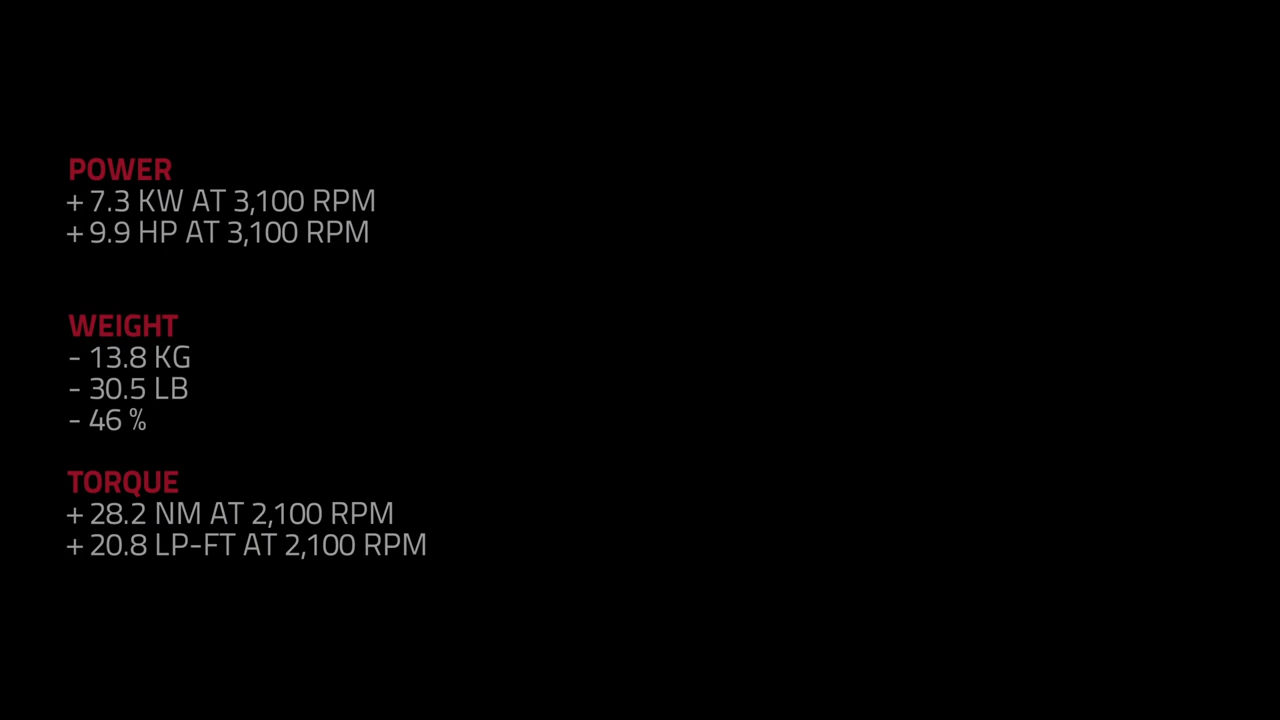 POWER
+ 7.3 KW AT 3,100 RPM
+ 9.9 HP AT 3,100 RPM
WEIGHT
- 13.8 KG
- 30.5 LB
- 46 %
TORQUE
+ 28.2 NM AT 2,100 RPM
+ 20.8 LP-FT AT 2,100 RPM